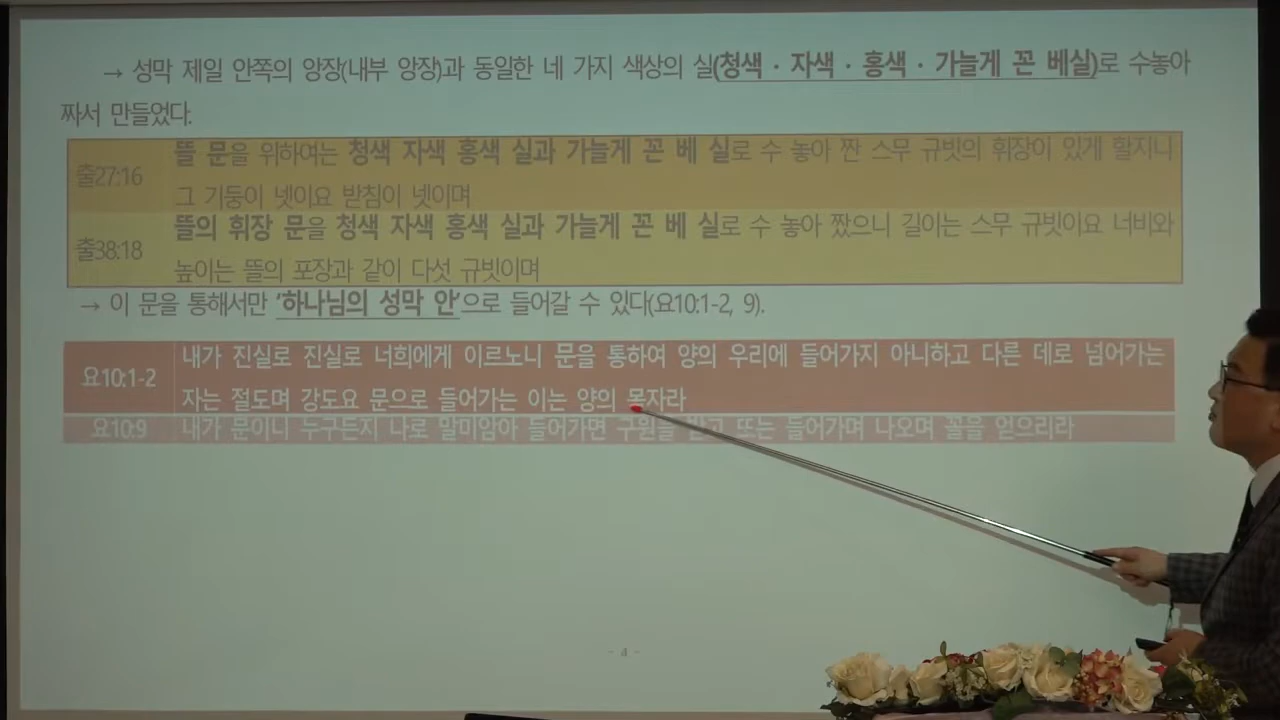 → 성막 제일 안쪽의 앙장(내부 앙장)과 동일한 네 가지 색상의 실(청색 · 자색 · 홍색 · 가늘게 꼰 베실)로 수놓아
짜서 만들었다.
출27:16
뜰 문을 위하여는 청색 자색 홍색 실과 가늘게 꼰 베 실로 수 놓아 짠 스무 규빗의 휘장이 있게 할지니
그 기둥이 넷이요 받침이 넷이며
출38:18
뜰의 휘장 문을 청색 자색 홍색 실과 가늘게 꼰 베 실로 수 놓아 짰으니 길이는 스무 규빗이요 너비와
높이는 뜰의 포장과 같이 다섯 규빗이며
→ 이 문을 통해서만 '하나님의 성막 안'으로 들어갈 수 있다(요10:1-2, 9).
요10:1-2
내가 진실로 진실로 너희에게 이르노니 문을 통하여 양의 우리에 들어가지 아니하고 다른 데로 넘어가는
자는 절도며 강도요 문으로 들어가는 이는 양의 목자라
요10:9
내가 문이니 누구든지 나로 말미암아 들어가면 구원을 받고 또는 들어가며 나오며 꼴을 얻으리라
- 4 -